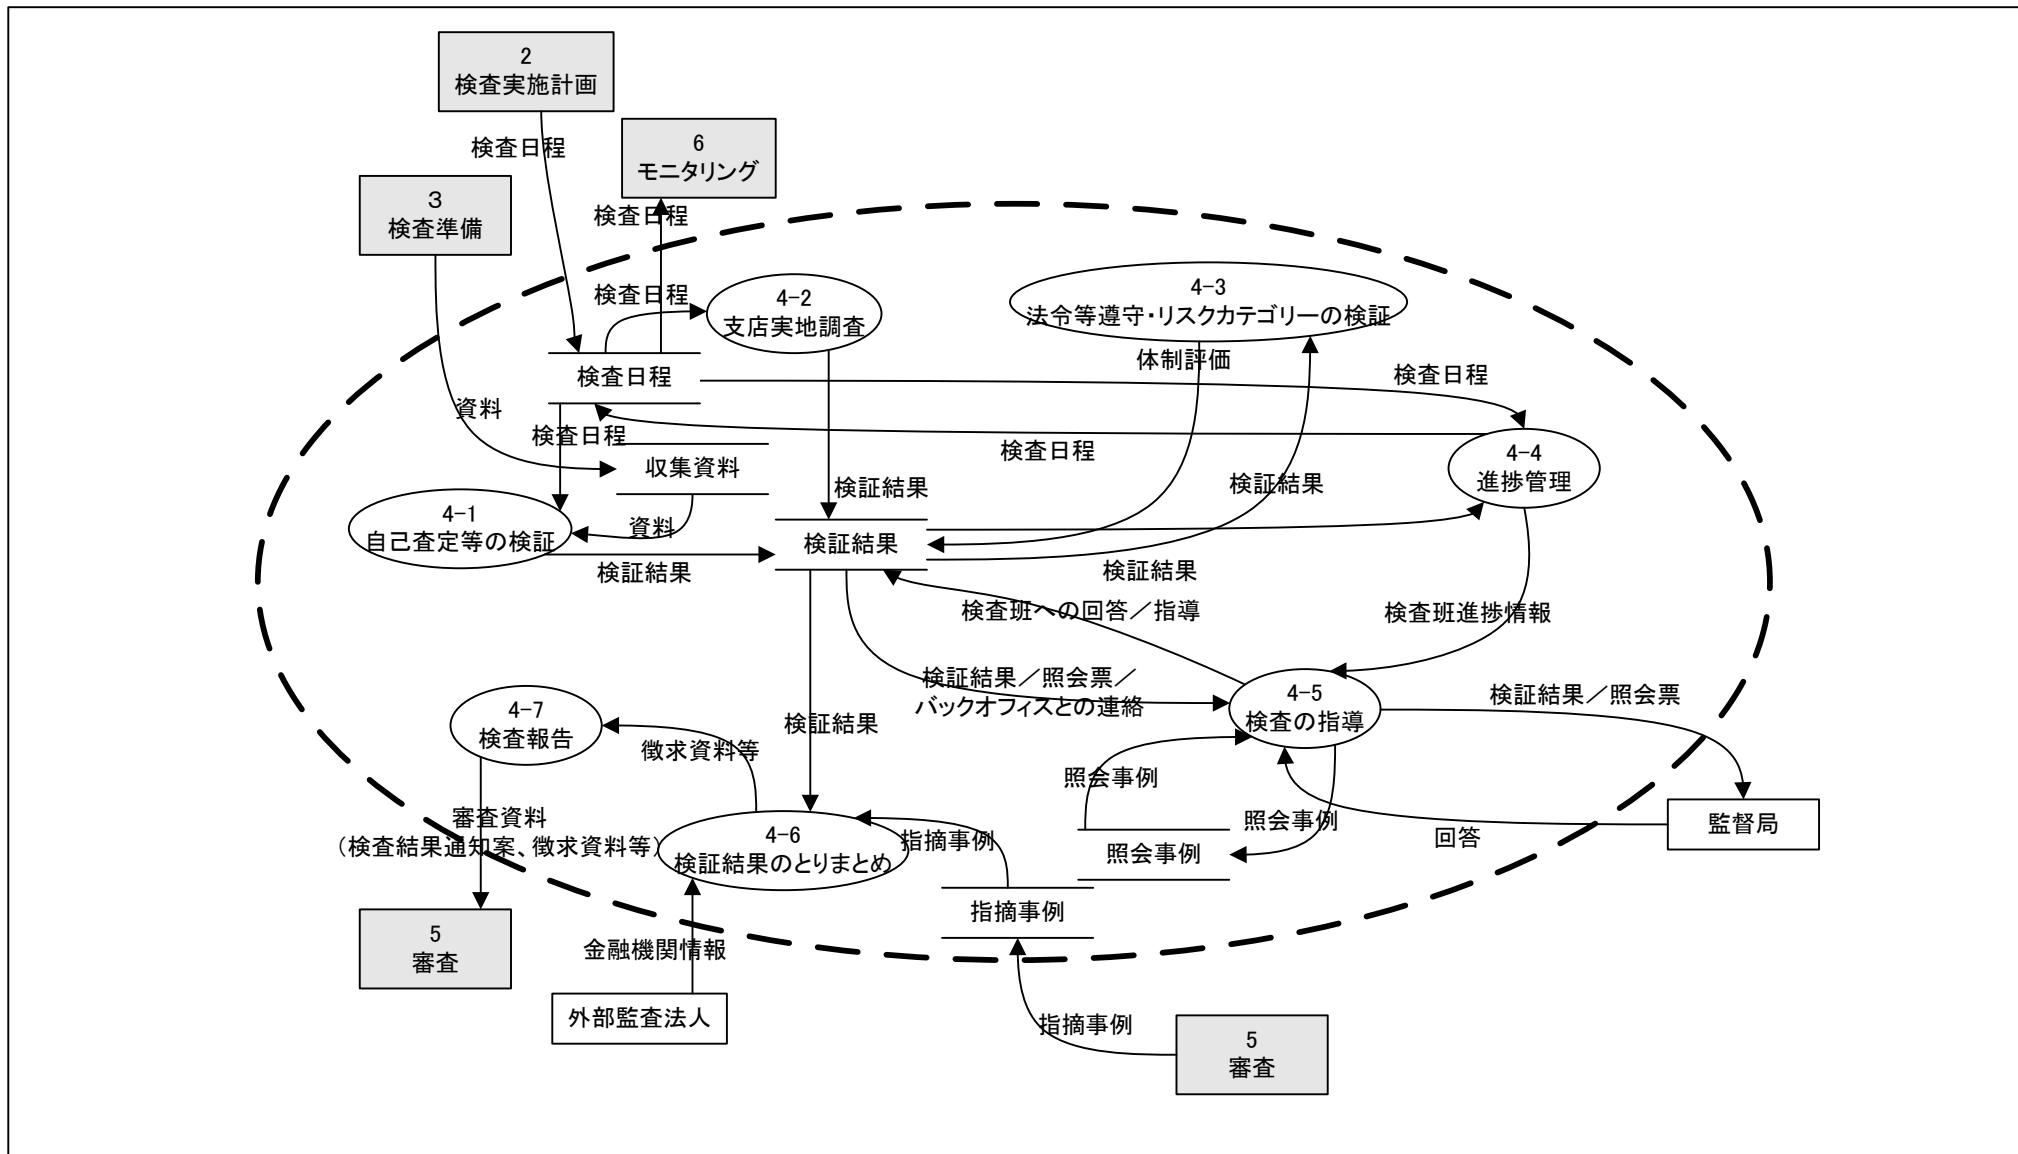 2
検査実施計画
検査日程
6
モニタリング
3
検査準備
検査日程
検査日程
4-2
支店実地調査
4-3
法令等遵守・リスクカテゴリーの検証
体制評価
検査日程
検査日程
資料
検査日程
検査日程
4-4
進捗管理
収集資料
検証結果
検証結果
4-1
自己査定等の検証
資料
検証結果
検証結果
検証結果
検査班への回答／指導
検査班進捗情報
検証結果／照会票／
バックオフィスとの連絡
4-5
検査の指導
検証結果／照会票
4-7
検査報告
検証結果
徴求資料等
照会事例
審査資料
（検査結果通知案、徴求資料等）
4-6
検証結果のとりまとめ
指摘事例
照会事例
照会事例
回答
監督局
指摘事例
5
審査
金融機関情報
外部監査法人
指摘事例
5
審査